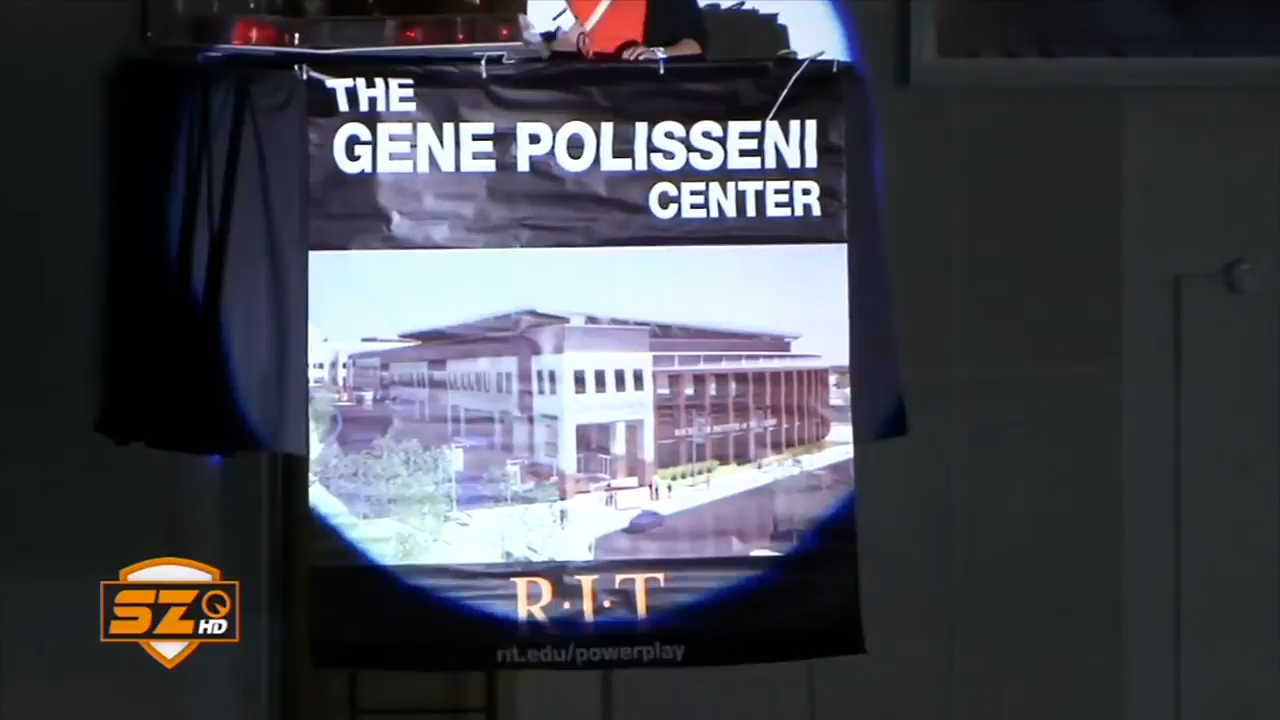 THE
GENE POLISSENI
CENTER
R·I·T
rit.edu/powerplay
SZ
HD